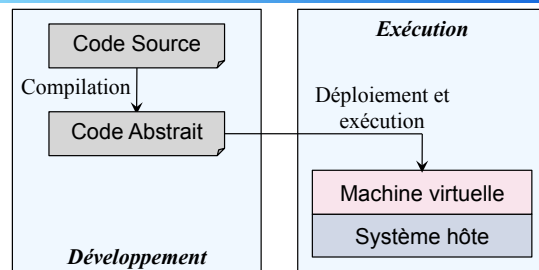 Code Source
Compilation
Code Abstrait
Développement
Exécution
Déploiement et
exécution
Machine virtuelle
Système hôte